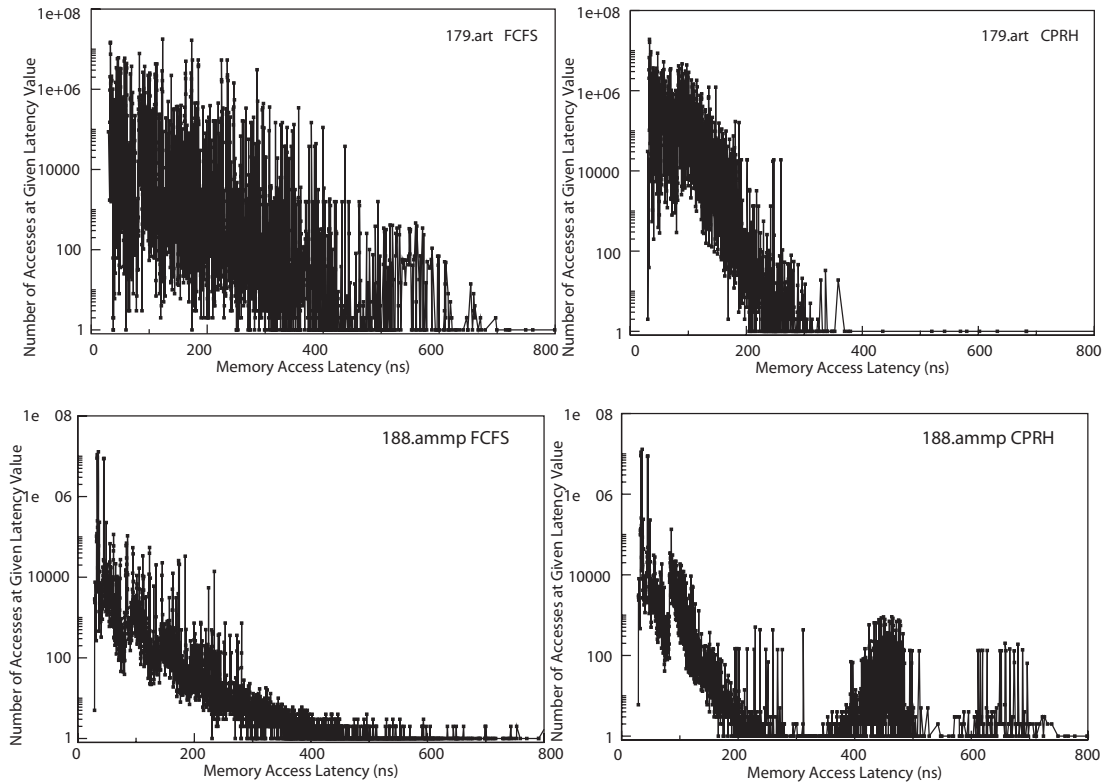 179.art FCFS
Number of Accesses at Given Latency Value
1e+08
1e+06
10000
100
1
0 200 400 600 800
Memory Access Latency (ns)
179.art CPRH
Number of Accesses at Given Latency Value
1e+08
1e+06
10000
100
1
0 200 400 600 800
Memory Access Latency (ns)
188.ammp FCFS
Number of Accesses at Given Latency Value
1e 08
1e 06
10000
100
1
0 200 400 600 800
Memory Access Latency (ns)
188.ammp CPRH
Number of Accesses at Given Latency Value
1e 08
1e 06
10000
100
1
0 200 400 600 800
Memory Access Latency (ns)